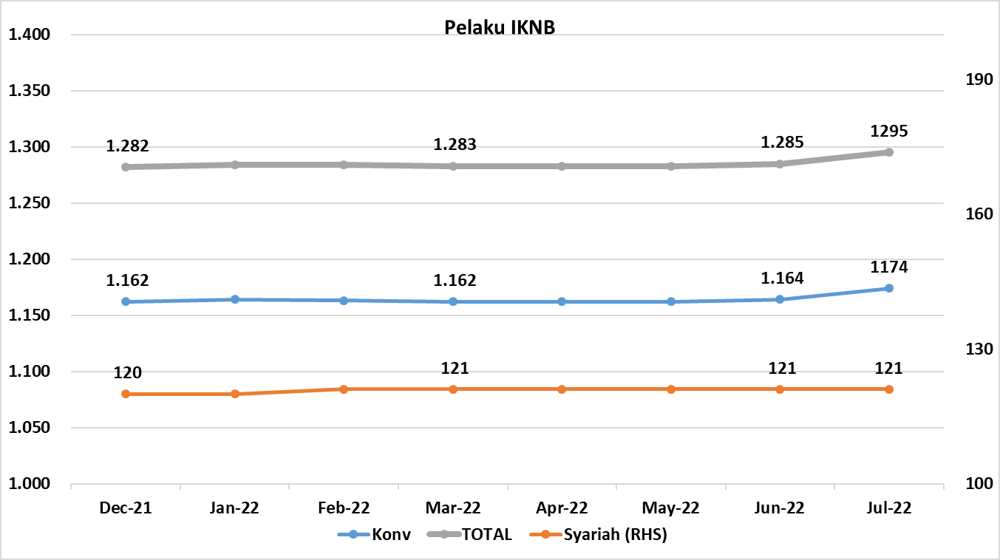 Pelaku IKNB
1.400
1.350
1.300
1.250
1.200
1.150
1.100
1.050
1.000
190
160
130
100
1.282 1.283 1.285 1295
1.162 1.162 1.164 1174
120 121 121 121
Dec-21 Jan-22 Feb-22 Mar-22 Apr-22 May-22 Jun-22 Jul-22
Konv TOTAL Syariah (RHS)